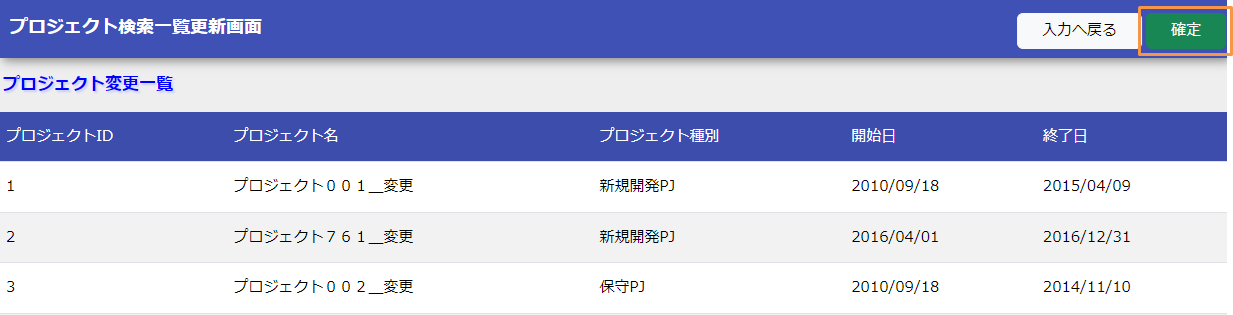 プロジェクト検索一覧更新画面
入力へ戻る 確定
プロジェクト変更一覧
プロジェクトID プロジェクト名 プロジェクト種別 開始日 終了日
1 プロジェクト００１__変更 新規開発PJ 2010/09/18 2015/04/09
2 プロジェクト７６１__変更 新規開発PJ 2016/04/01 2016/12/31
3 プロジェクト００２__変更 保守PJ 2010/09/18 2014/11/10